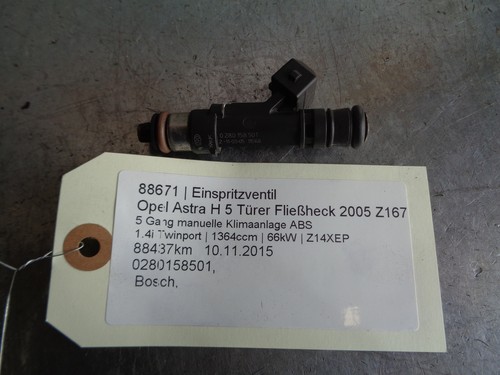 0280158501
88671 | Einspritzventil
Opel Astra H 5 Türer Fließheck 2005 Z167
5 Gang manuelle Klimaanlage ABS
1.4i Twinport | 1364ccm | 66kW | Z14XEP
88437km 10.11.2015
0280158501,
Bosch,